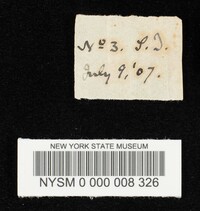 No 3. S.D.
July 9, '07.
NEW YORK STATE MUSEUM
NYSM 0 000 008 326